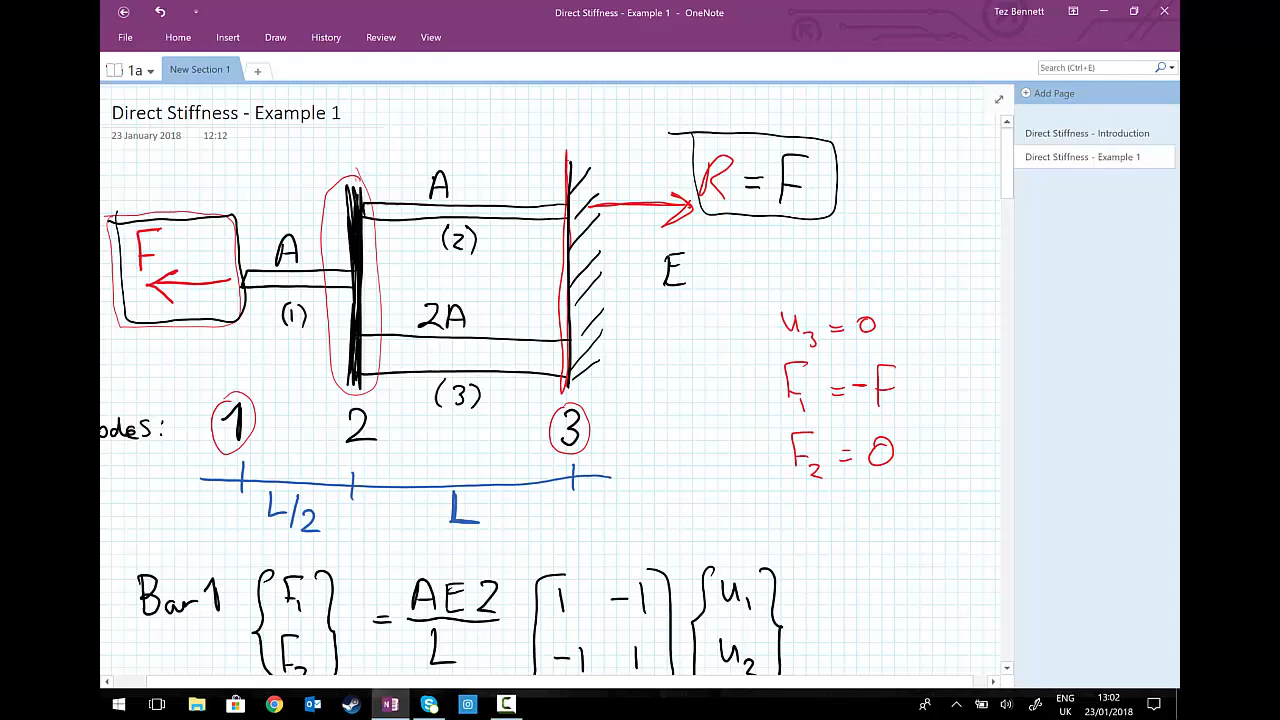 Direct Stiffness - Example 1 - OneNote
Tez Bennett
File Home Insert Draw History Review View
1a New Section 1
Search (Ctrl+E)
Add Page
Direct Stiffness - Introduction
Direct Stiffness - Example 1
Direct Stiffness - Example 1
23 January 2018 12:12
R = F
A
(2)
E
F
A
(1)
2A
(3)
u3 = 0
F1 = -F
F2 = 0
odes: 1 2 3
L/2 L
Bar 1 { F1 F2 } = AE2/L [ 1 -1 -1 1 ] { u1 u2 }
ENG
UK
13:02
23/01/2018